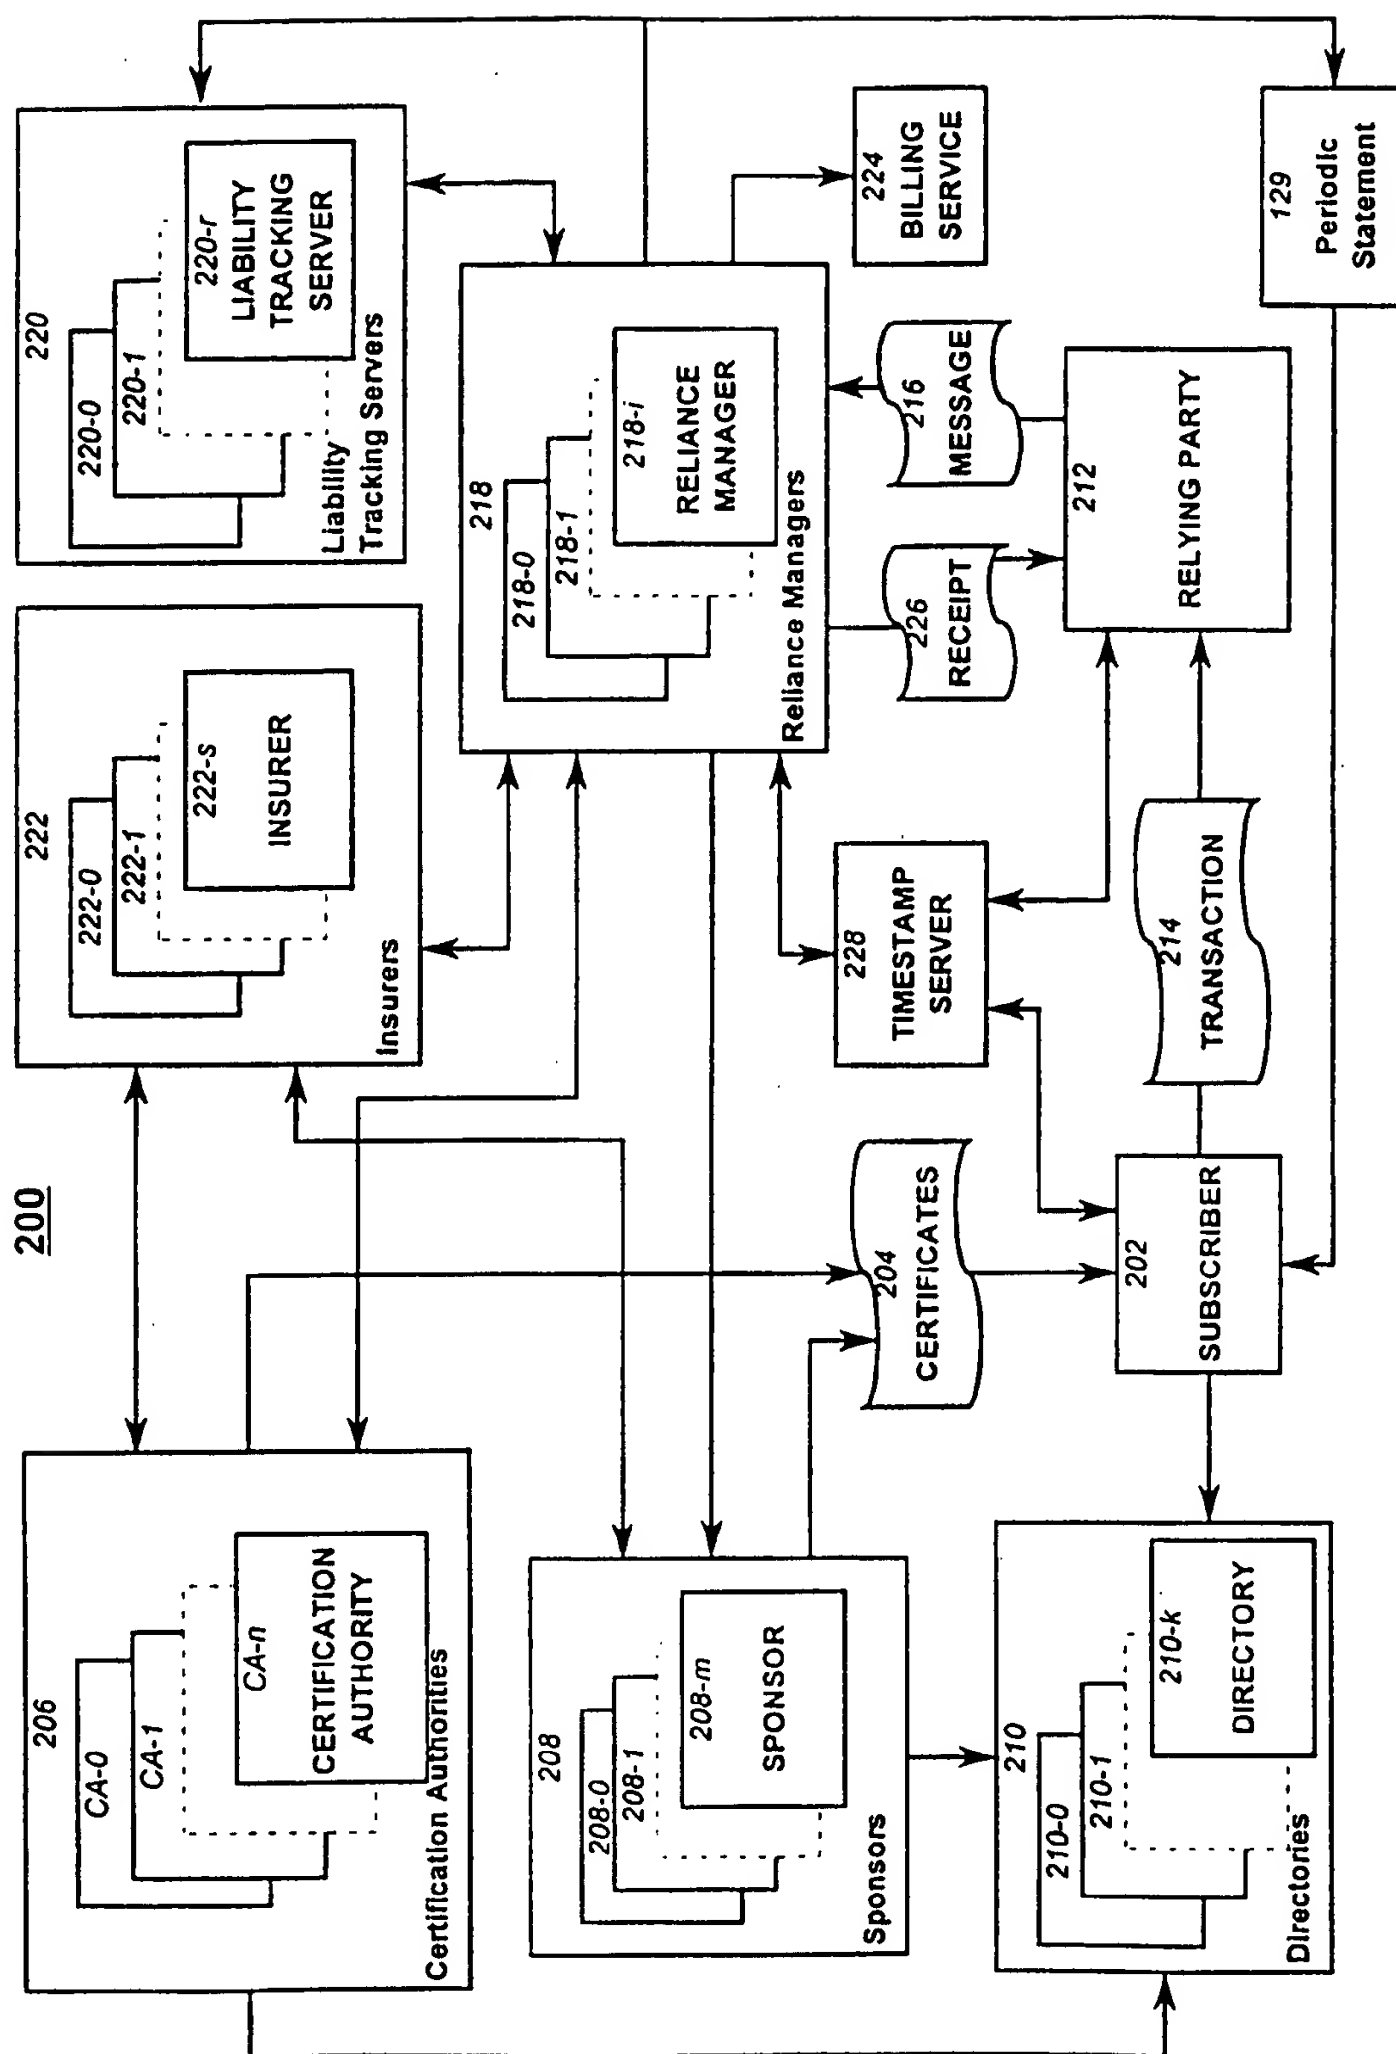 200
206
CA-0
CA-1
CA-n
CERTIFICATION
AUTHORITY
Certification Authorities
222
222-0
222-1
222-s
INSURER
Insurers
220
220-0
220-1
220-r
LIABILITY
TRACKING
SERVER
Liability
Tracking Servers
208
208-0
208-1
208-m
SPONSOR
Sponsors
218
218-0
218-1
218-i
RELIANCE
MANAGER
Reliance Managers
204
CERTIFICATES
228
TIMESTAMP
SERVER
226
RECEIPT
216
MESSAGE
224
BILLING
SERVICE
210
210-0
210-1
210-k
DIRECTORY
Directories
202
SUBSCRIBER
214
TRANSACTION
212
RELYING PARTY
129
Periodic
Statement